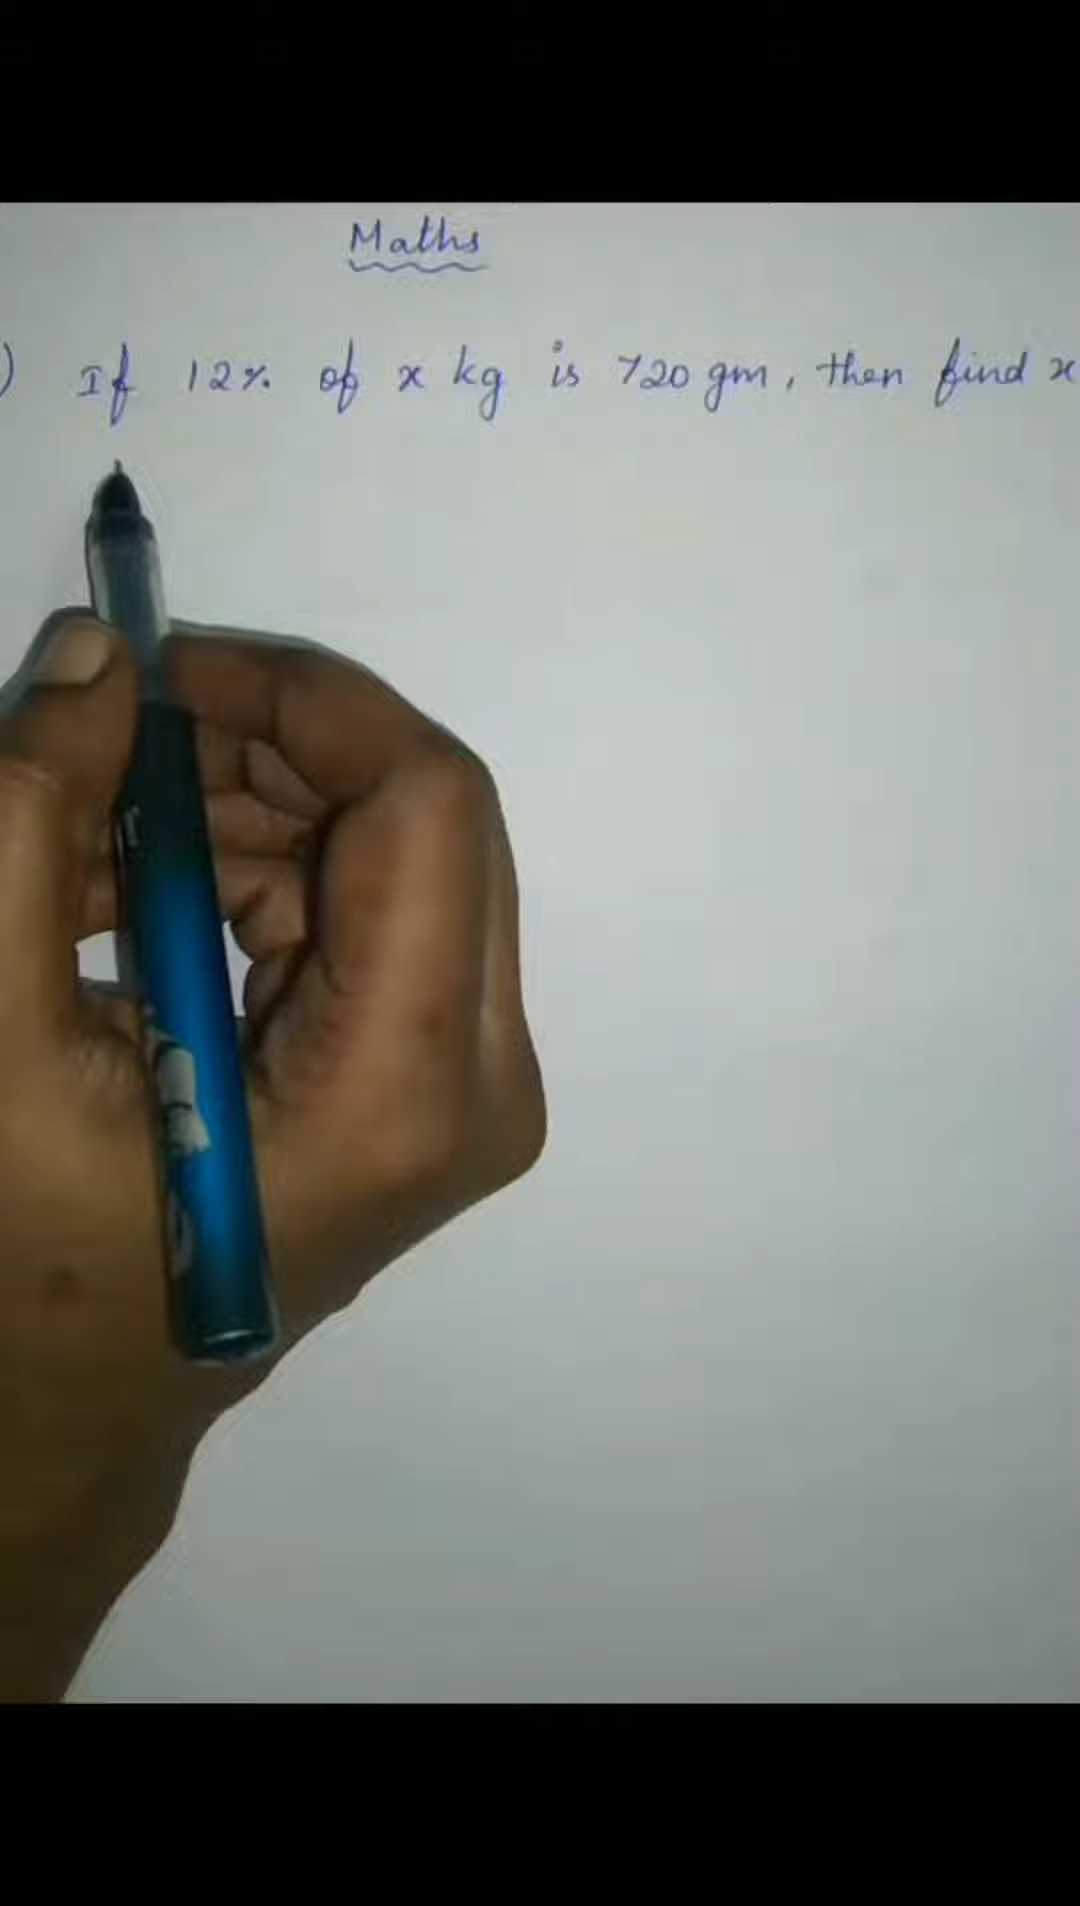 Maths
) If 12% of x kg is 720 gm, then find x